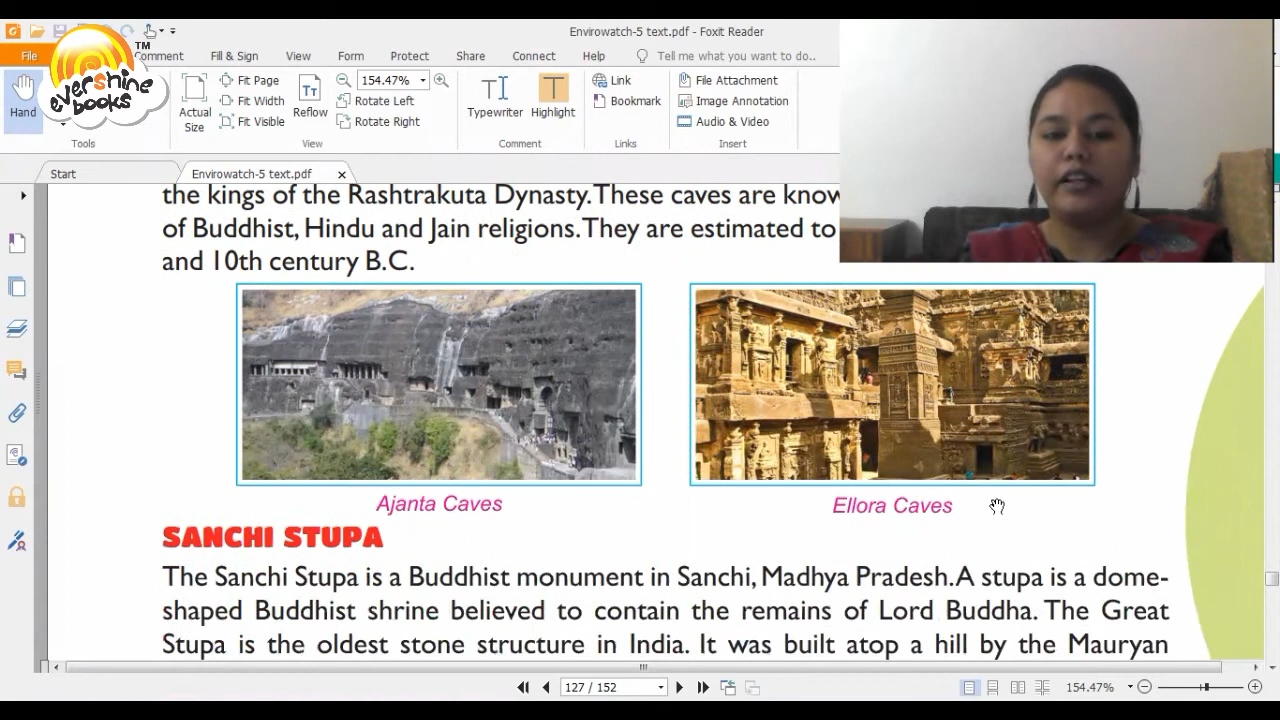 Envirowatch-5 text.pdf - Foxit Reader
File
Comment
Fill & Sign
View
Form
Protect
Share
Connect
Help
Tell me what you want to do..
TM
evershine
books
Hand
Actual
Size
Fit Page
Fit Width
Fit Visible
Reflow
154.47%
Rotate Left
Rotate Right
Typewriter
Highlight
Link
Bookmark
File Attachment
Image Annotation
Audio & Video
Tools
View
Comment
Links
Insert
Start
Envirowatch-5 text.pdf
the kings of the Rashtrakuta Dynasty. These caves are know
of Buddhist, Hindu and Jain religions. They are estimated to
and 10th century B.C.
Ajanta Caves
Ellora Caves
SANCHI STUPA
The Sanchi Stupa is a Buddhist monument in Sanchi, Madhya Pradesh. A stupa is a dome-
shaped Buddhist shrine believed to contain the remains of Lord Buddha. The Great
Stupa is the oldest stone structure in India. It was built atop a hill by the Mauryan
127 / 152
154.47%